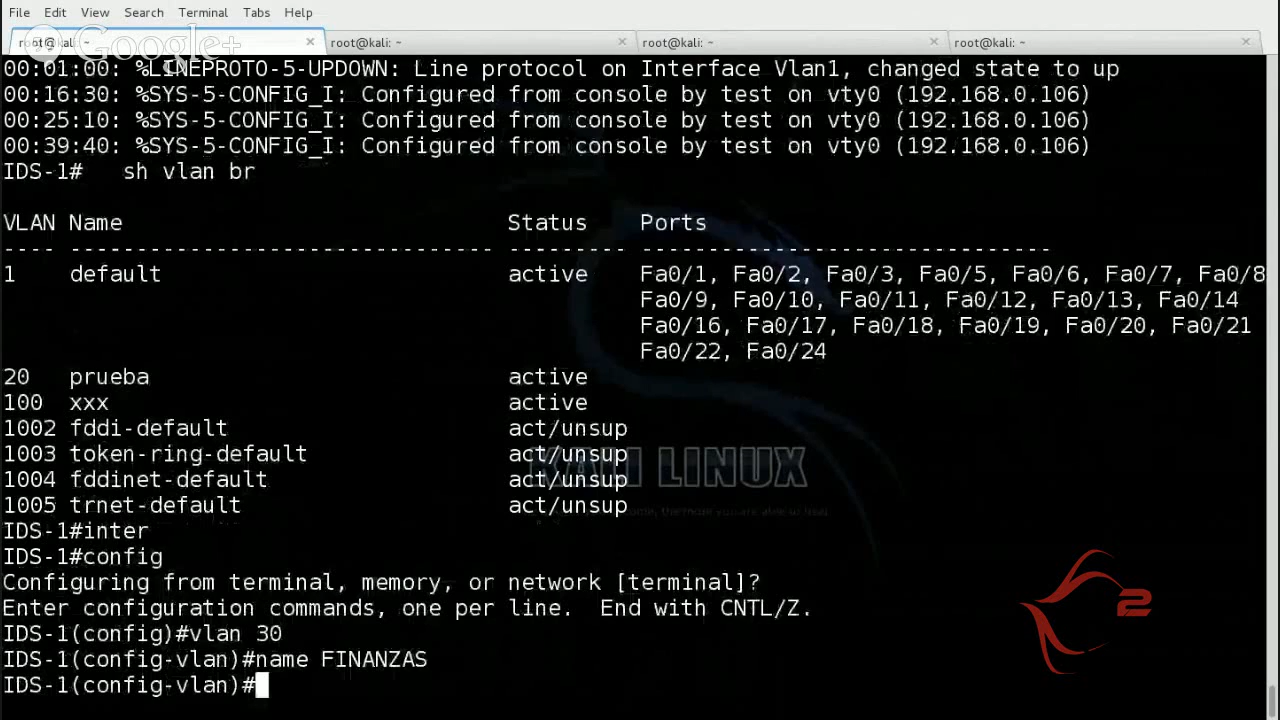 File Edit View Search Terminal Tabs Help
root@kali: ~ × root@kali: ~ × root@kali: ~ × root@kali: ~ ×
Google+
00:01:00: %LINEPROTO-5-UPDOWN: Line protocol on Interface Vlan1, changed state to up
00:16:30: %SYS-5-CONFIG_I: Configured from console by test on vty0 (192.168.0.106)
00:25:10: %SYS-5-CONFIG_I: Configured from console by test on vty0 (192.168.0.106)
00:39:40: %SYS-5-CONFIG_I: Configured from console by test on vty0 (192.168.0.106)
IDS-1#   sh vlan br
VLAN Name                             Status    Ports
---- -------------------------------- --------- -------------------------------
1    default                          active    Fa0/1, Fa0/2, Fa0/3, Fa0/5, Fa0/6, Fa0/7, Fa0/8
Fa0/9, Fa0/10, Fa0/11, Fa0/12, Fa0/13, Fa0/14
Fa0/16, Fa0/17, Fa0/18, Fa0/19, Fa0/20, Fa0/21
Fa0/22, Fa0/24
20   prueba                           active
100  xxx                              active
1002 fddi-default                     act/unsup
1003 token-ring-default               act/unsup
1004 fddinet-default                  act/unsup
1005 trnet-default                    act/unsup
IDS-1#inter
IDS-1#config
Configuring from terminal, memory, or network [terminal]?
Enter configuration commands, one per line.  End with CNTL/Z.
IDS-1(config)#vlan 30
IDS-1(config-vlan)#name FINANZAS
IDS-1(config-vlan)#
KALI LINUX
2